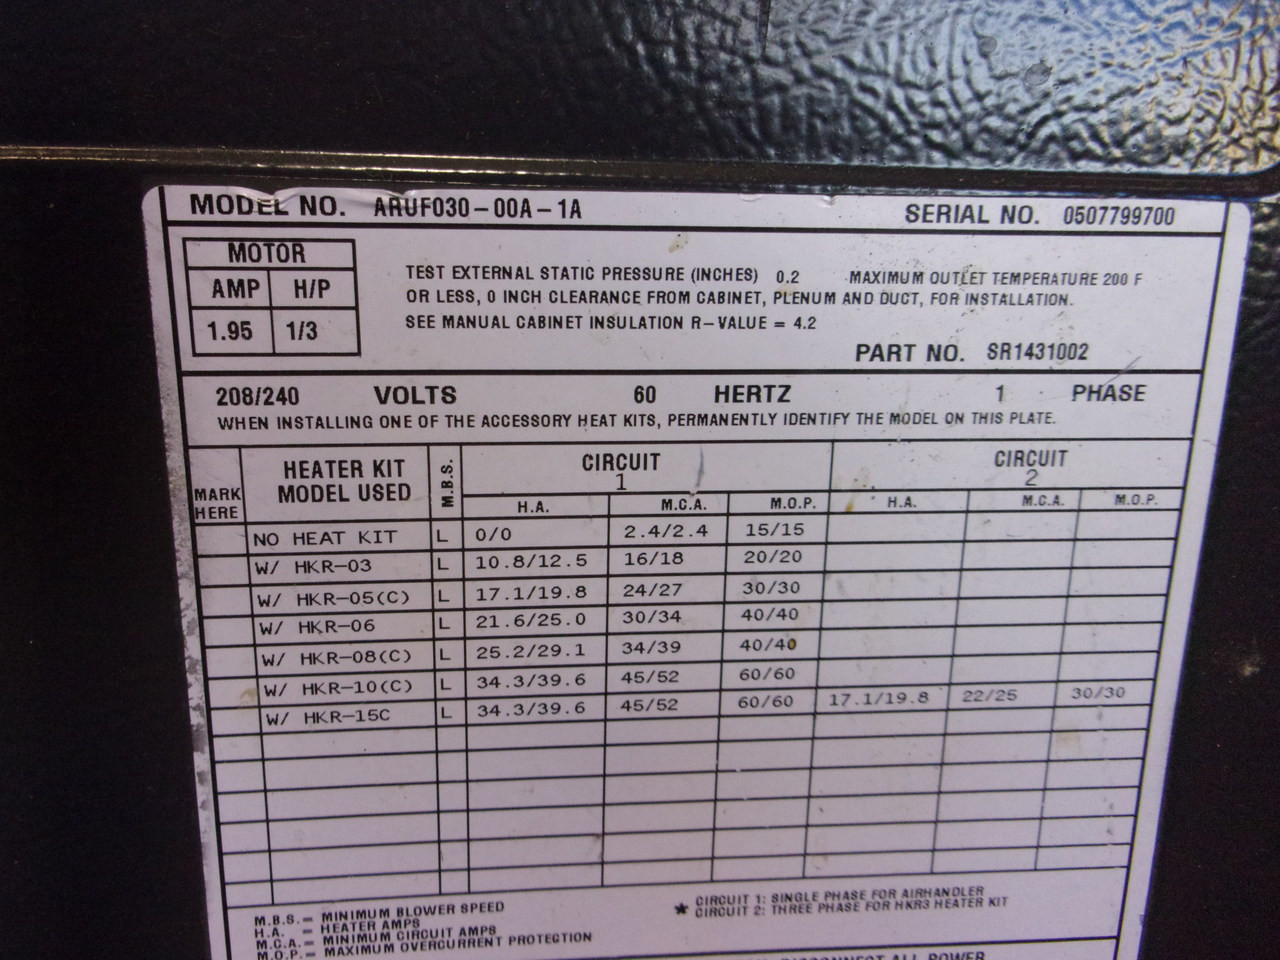 MODEL NO. ARUF030-00A-1A SERIAL NO. 0507799700
MOTOR
AMP H/P
1.95 1/3
TEST EXTERNAL STATIC PRESSURE (INCHES) 0.2 MAXIMUM OUTLET TEMPERATURE 200 F
OR LESS, 0 INCH CLEARANCE FROM CABINET, PLENUM AND DUCT, FOR INSTALLATION.
SEE MANUAL CABINET INSULATION R-VALUE = 4.2
PART NO. SR1431002
208/240 VOLTS 60 HERTZ 1 PHASE
WHEN INSTALLING ONE OF THE ACCESSORY HEAT KITS, PERMANENTLY IDENTIFY THE MODEL ON THIS PLATE.
MARK HERE
HEATER KIT
MODEL USED
M.B.S.
CIRCUIT
1
CIRCUIT
2
H.A. M.C.A. M.O.P. H.A. M.C.A. M.O.P.
NO HEAT KIT L 0/0 2.4/2.4 15/15
W/ HKR-03 L 10.8/12.5 16/18 20/20
W/ HKR-05(C) L 17.1/19.8 24/27 30/30
W/ HKR-06 L 21.6/25.0 30/34 40/40
W/ HKR-08(C) L 25.2/29.1 34/39 40/40
W/ HKR-10(C) L 34.3/39.6 45/52 60/60
W/ HKR-15C L 34.3/39.6 45/52 60/60 17.1/19.8 22/25 30/30
M.B.S.= MINIMUM BLOWER SPEED
H.A. = HEATER AMPS
M.C.A.= MINIMUM CIRCUIT AMPS
M.O.P.= MAXIMUM OVERCURRENT PROTECTION
★ CIRCUIT 1: SINGLE PHASE FOR AIRHANDLER
CIRCUIT 2: THREE PHASE FOR HKR3 HEATER KIT
DISCONNECT ALL POWER